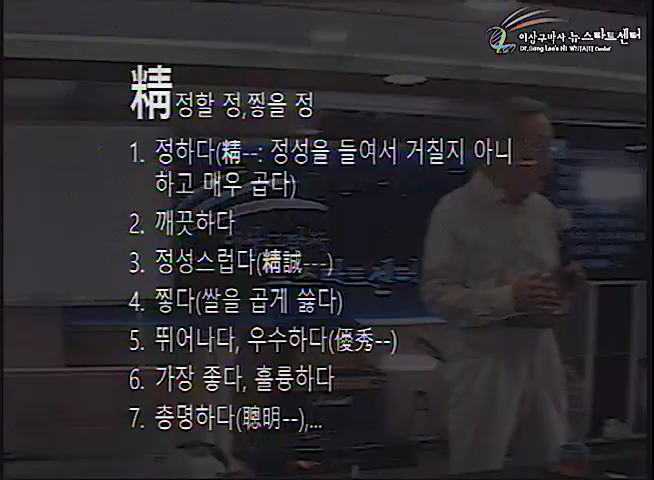 이상구박사 뉴스타트센터
精 정할 정,찧을 정
1. 정하다(精--: 정성을 들여서 거칠지 아니
하고 매우 곱다)
2. 깨끗하다
3. 정성스럽다(精誠---)
4. 찧다(쌀을 곱게 쓿다)
5. 뛰어나다, 우수하다(優秀--)
6. 가장 좋다, 훌륭하다
7. 총명하다(聰明--),...